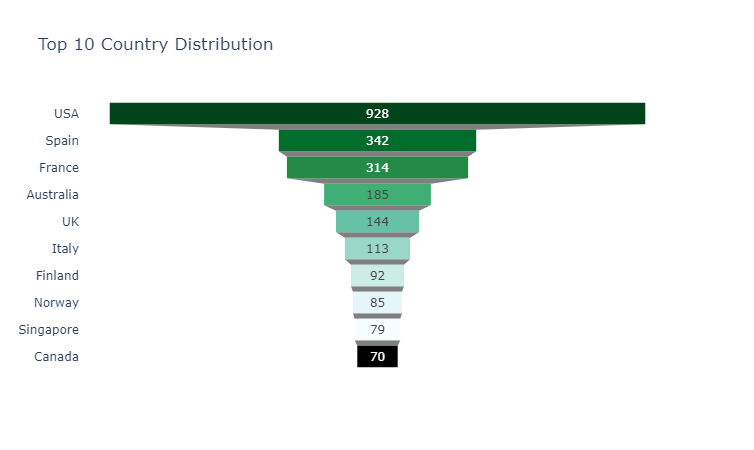 Top 10 Country Distribution
USA 928
Spain 342
France 314
Australia 185
UK 144
Italy 113
Finland 92
Norway 85
Singapore 79
Canada 70